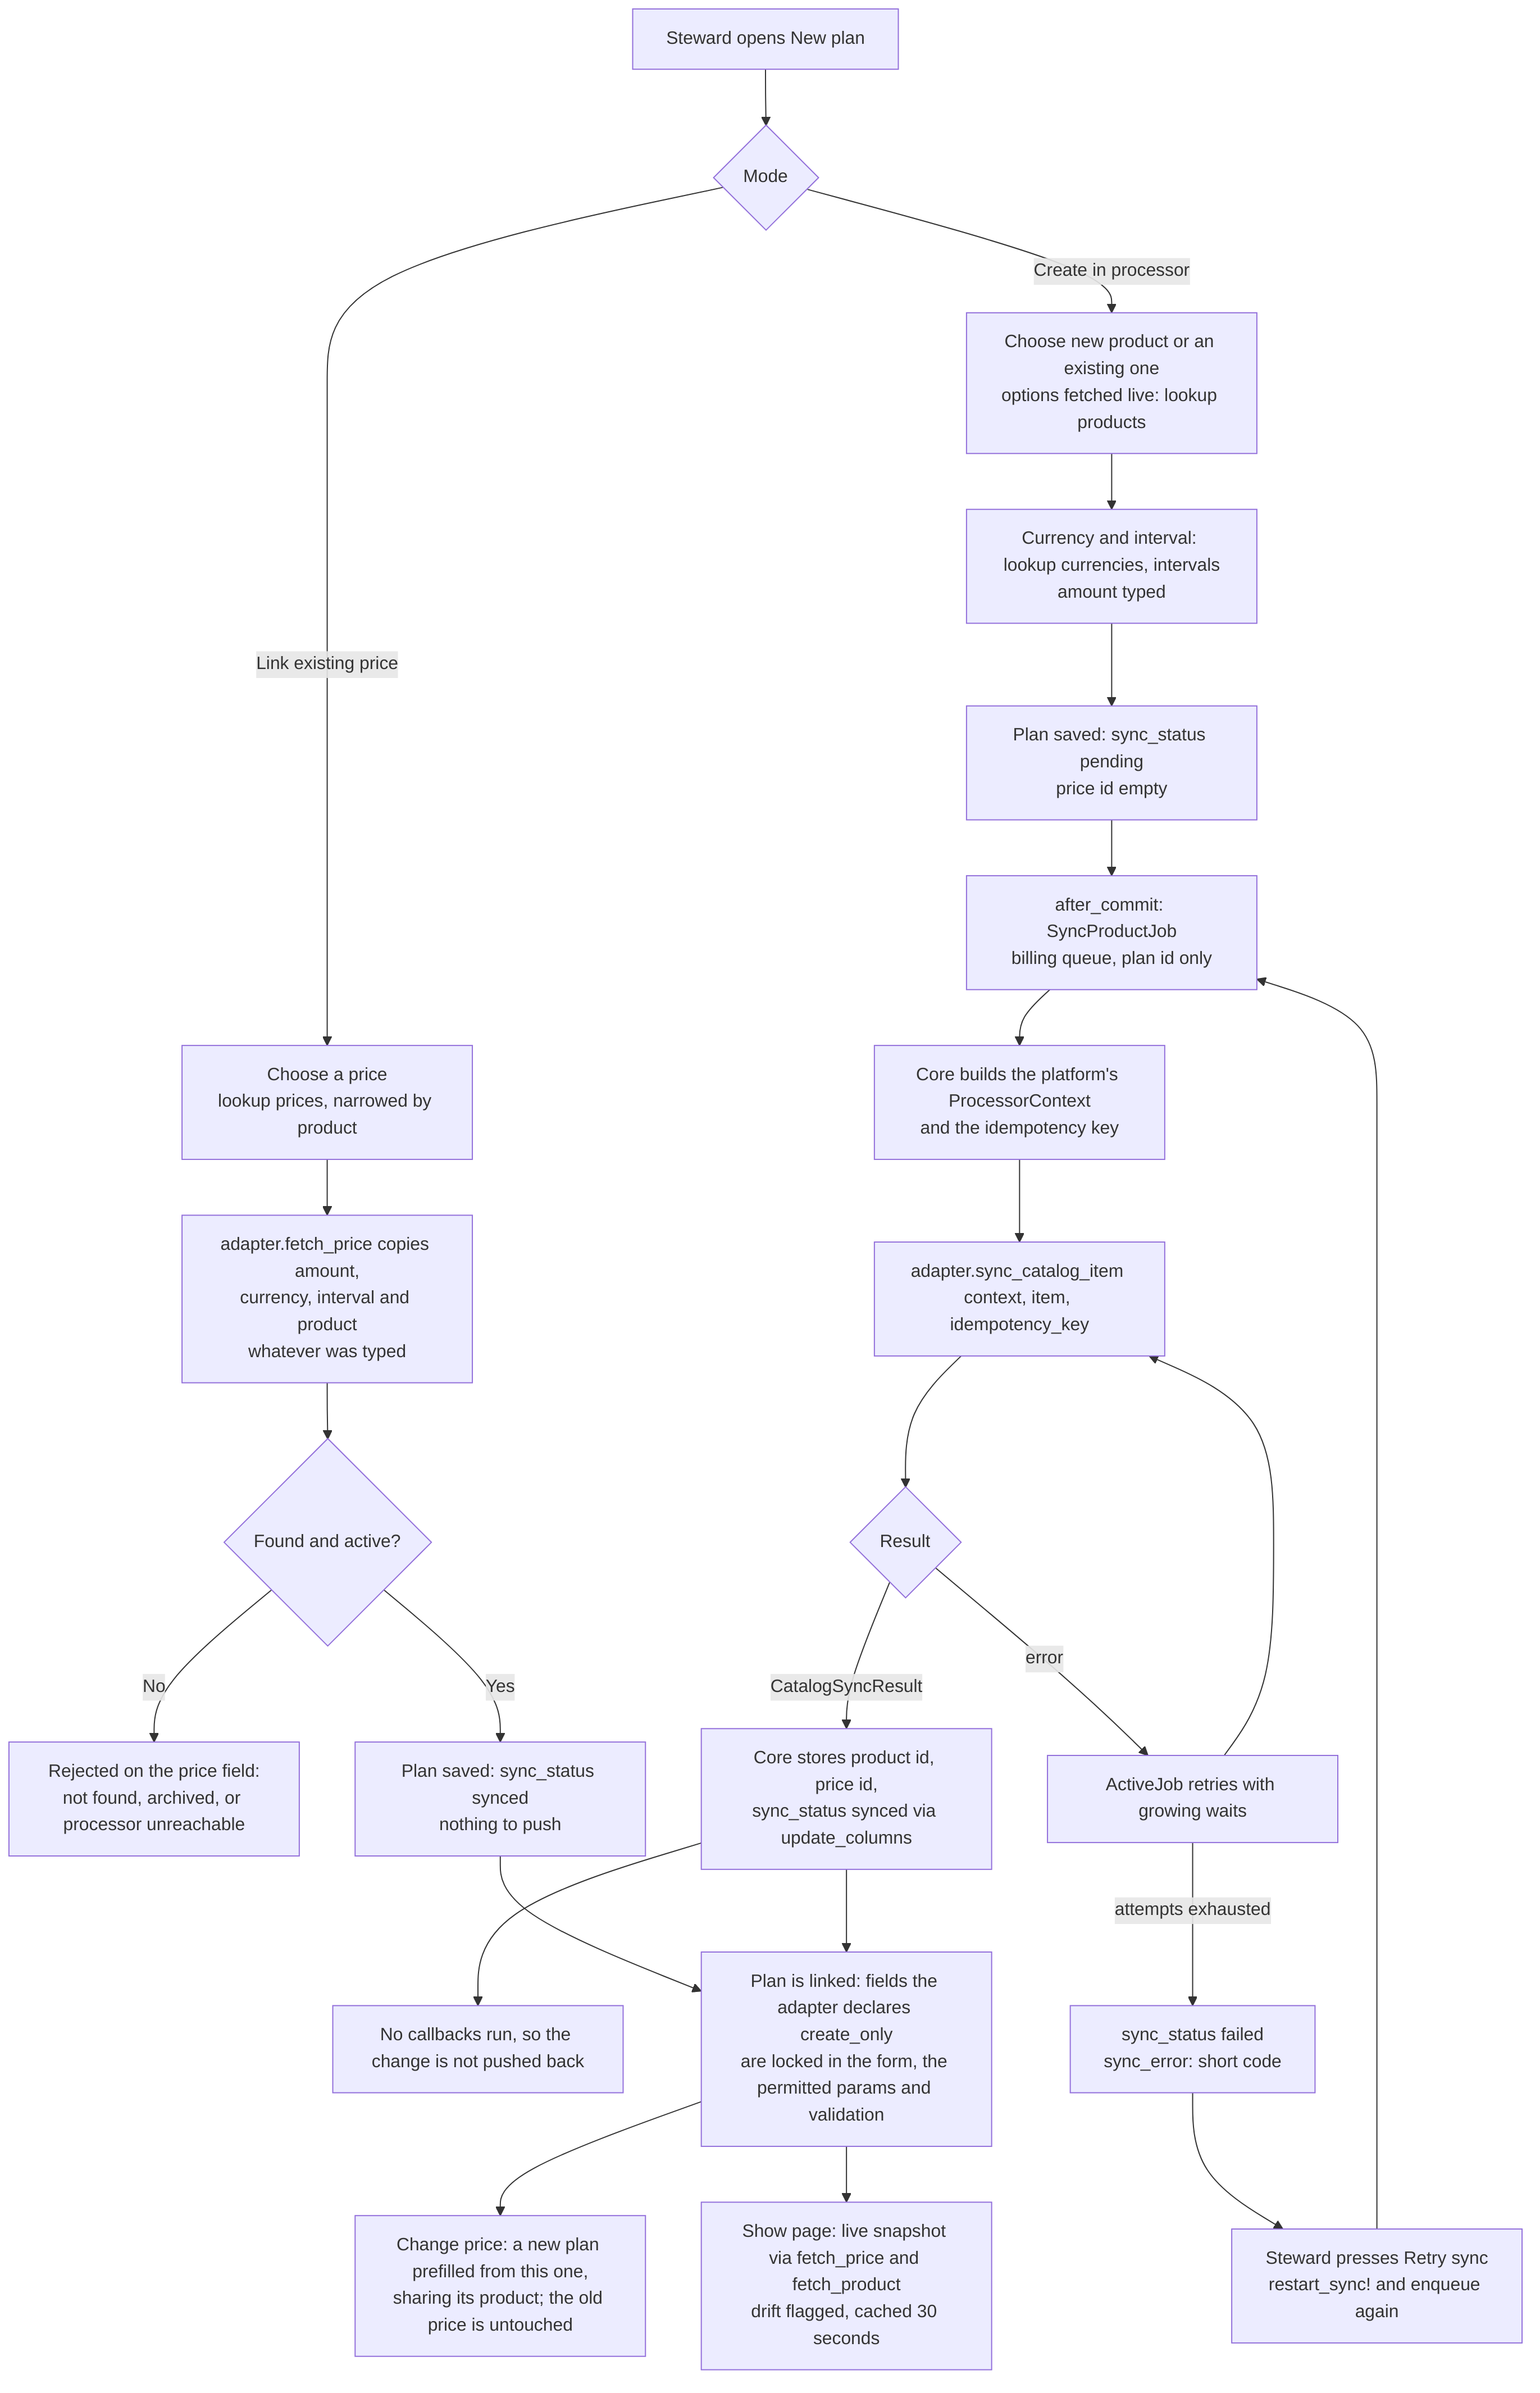 Steward opens New plan
Mode
Create in processor
Choose new product or an
existing one
options fetched live: lookup
products
Currency and interval:
lookup currencies, intervals
amount typed
Link existing price
Plan saved: sync_status
pending
price id empty
after_commit:
SyncProductJob
billing queue, plan id only
Choose a price
lookup prices, narrowed by
product
Core builds the platform's
ProcessorContext
and the idempotency key
adapter.fetch_price copies
amount,
currency, interval and
product
whatever was typed
adapter.sync_catalog_item
context, item,
idempotency_key
Found and active?
Result
No
Yes
CatalogSyncResult
error
Rejected on the price field:
not found, archived, or
processor unreachable
Plan saved: sync_status
synced
nothing to push
Core stores product id,
price id,
sync_status synced via
update_columns
ActiveJob retries with
growing waits
attempts exhausted
No callbacks run, so the
change is not pushed back
Plan is linked: fields the
adapter declares
create_only
are locked in the form, the
permitted params and
validation
sync_status failed
sync_error: short code
Change price: a new plan
prefilled from this one,
sharing its product; the old
price is untouched
Show page: live snapshot
via fetch_price and
fetch_product
drift flagged, cached 30
seconds
Steward presses Retry sync
restart_sync! and enqueue
again